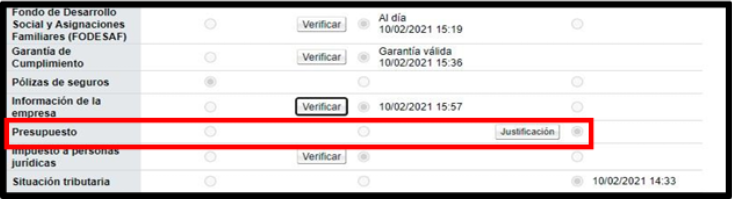 Fondo de Desarrollo
Social y Asignaciones
Familiares (FODESAF)
Verificar
Al día
10/02/2021 15:19
Garantía de
Cumplimiento
Verificar
Garantía válida
10/02/2021 15:36
Pólizas de seguros
Información de la
empresa
Verificar
10/02/2021 15:57
Presupuesto
Justificación
Impuesto a personas
jurídicas
Verificar
Situación tributaria
10/02/2021 14:33